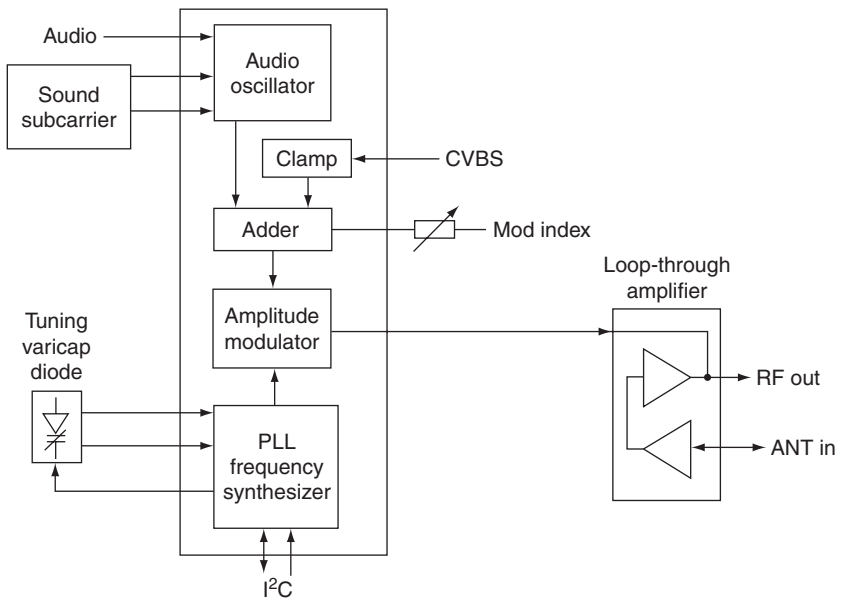 Audio
Sound
subcarrier
Audio
oscillator
Clamp
CVBS
Adder
Mod index
Amplitude
modulator
Loop-through
amplifier
RF out
ANT in
Tuning
varicap
diode
PLL
frequency
synthesizer
I²C